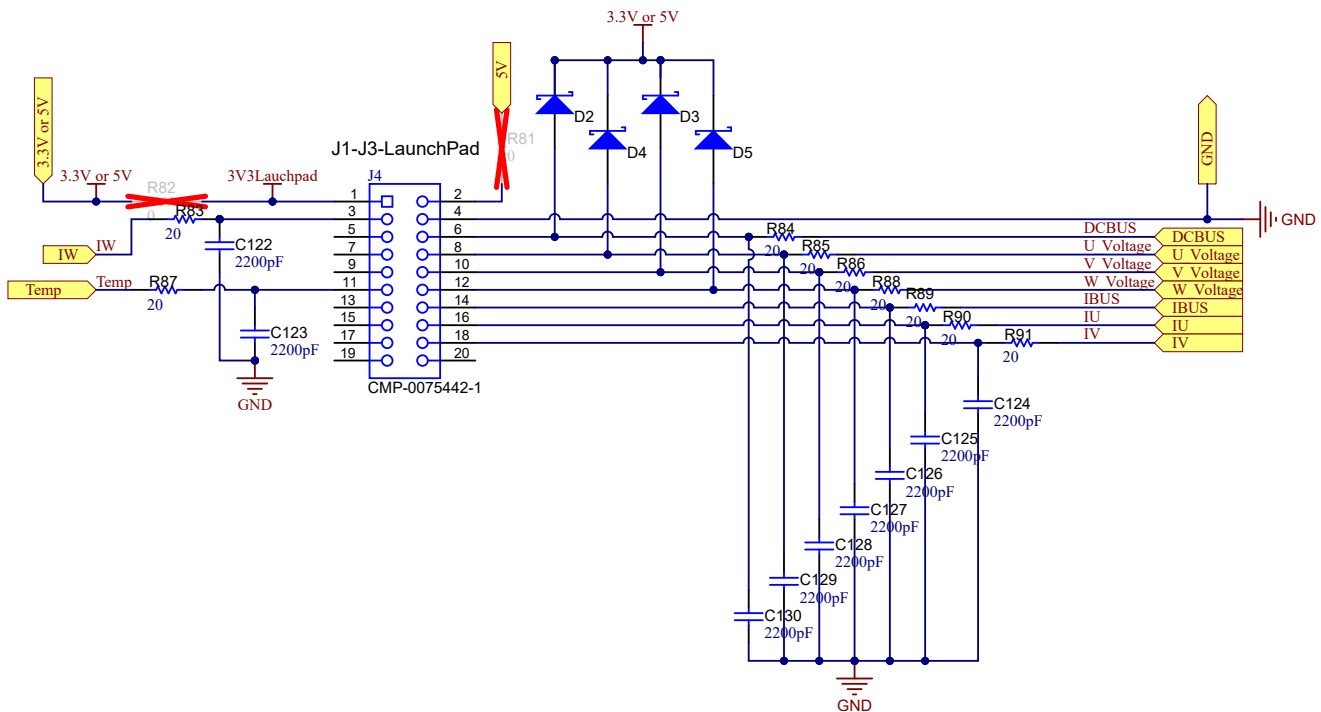 3.3V or 5V
5V
3.3V or 5V
GND
D2
D3
D4
D5
R81
0
J1-J3-LaunchPad
J4
3.3V or 5V
R82
0
3V3Lauchpad
1
2
3
4
5
6
7
8
9
10
11
12
13
14
15
16
17
18
19
20
CMP-0075442-1
R83
20
IW
IW
C122
2200pF
Temp
Temp
R87
20
C123
2200pF
GND
GND
R84
20
DCBUS
DCBUS
R85
20
U Voltage
U Voltage
R86
20
V Voltage
V Voltage
R88
20
W Voltage
W Voltage
R89
20
IBUS
IBUS
R90
20
IU
IU
R91
20
IV
IV
C124
2200pF
C125
2200pF
C126
2200pF
C127
2200pF
C128
2200pF
C129
2200pF
C130
2200pF
GND